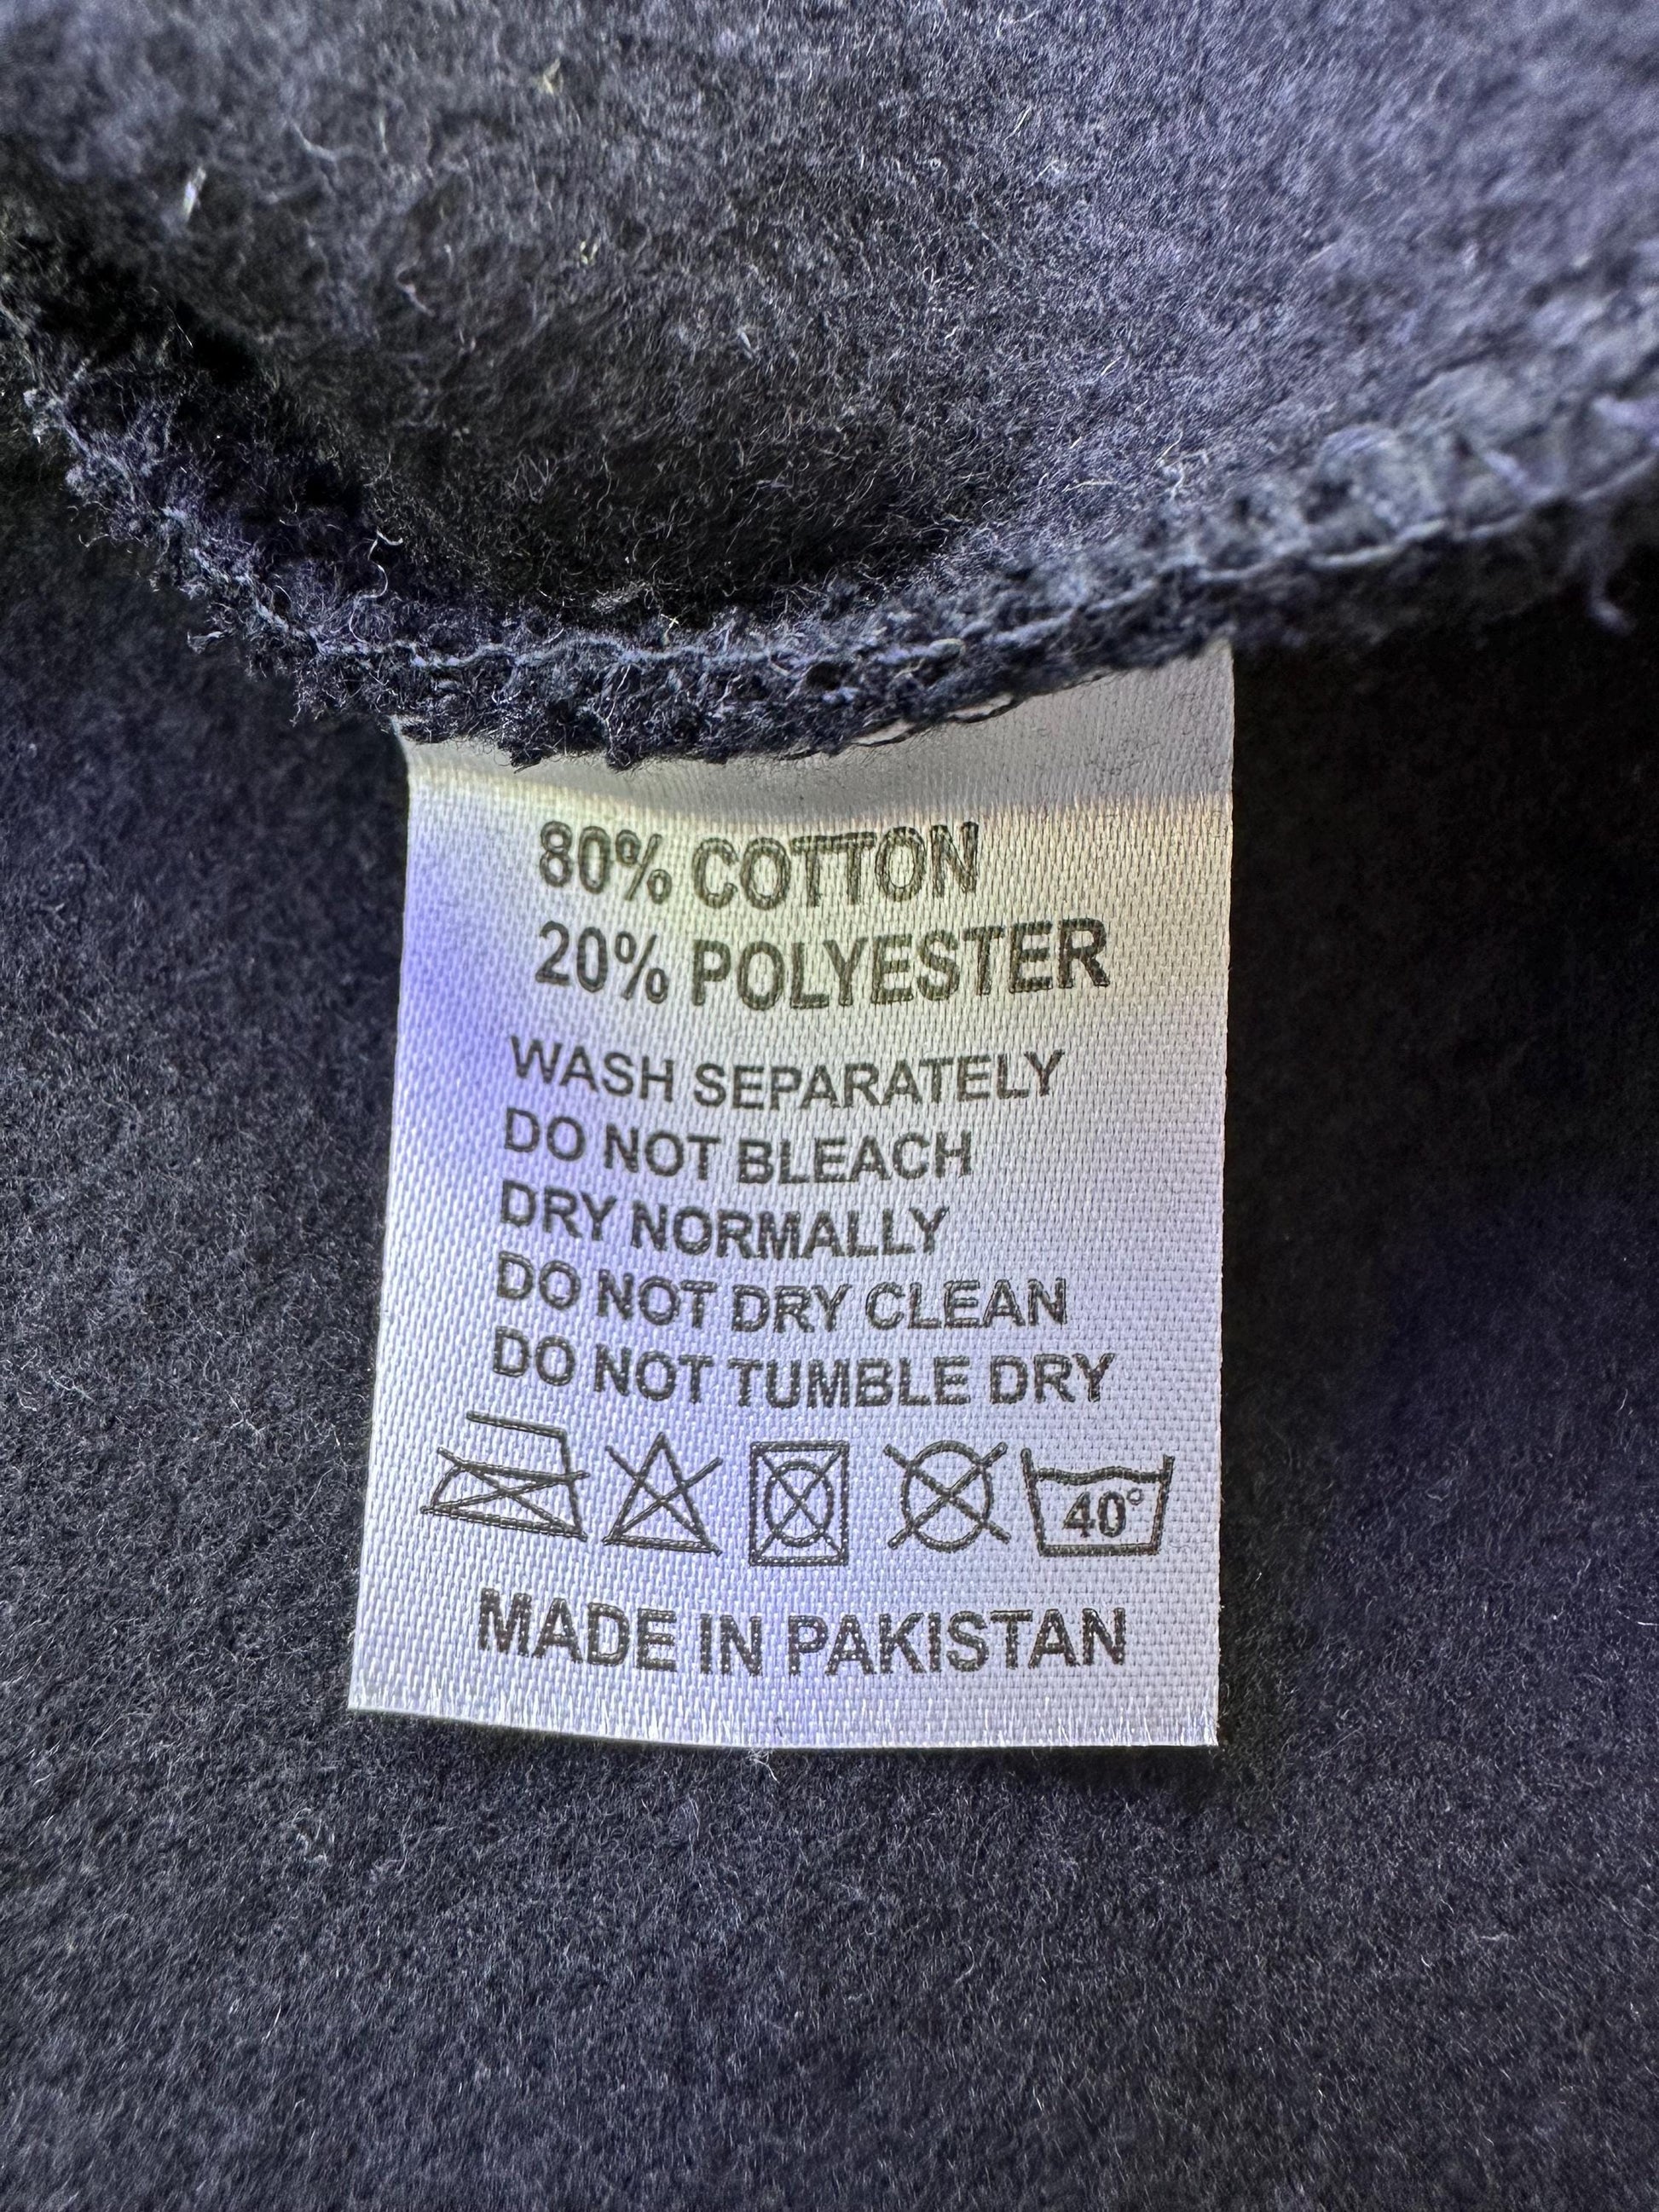 80% COTTON
20% POLYESTER
WASH SEPARATELY
DO NOT BLEACH
DRY NORMALLY
DO NOT DRY CLEAN
DO NOT TUMBLE DRY
40°
MADE IN PAKISTAN